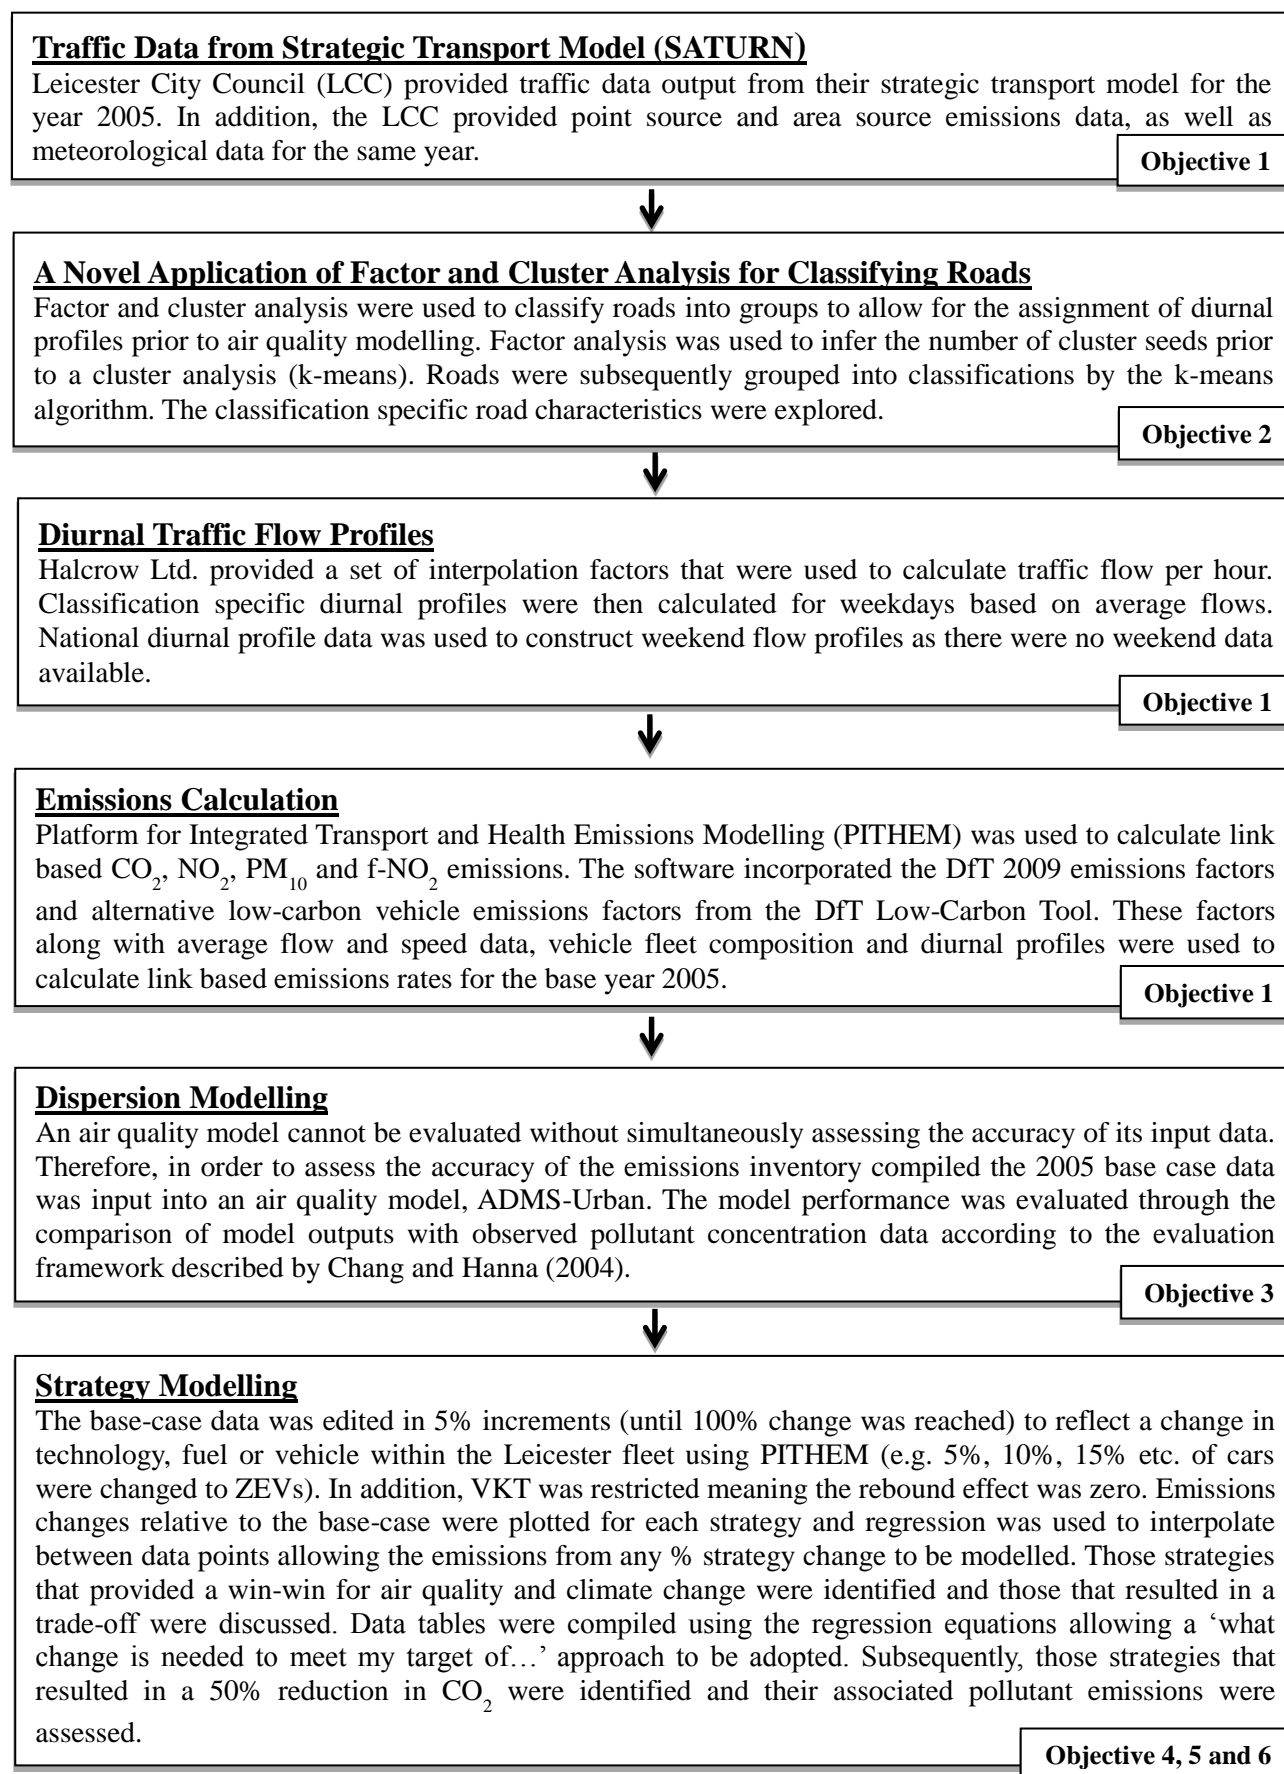 Traffic Data from Strategic Transport Model (SATURN)
Leicester City Council (LCC) provided traffic data output from their strategic transport model for the
year 2005. In addition, the LCC provided point source and area source emissions data, as well as
meteorological data for the same year.
Objective 1
A Novel Application of Factor and Cluster Analysis for Classifying Roads
Factor and cluster analysis were used to classify roads into groups to allow for the assignment of diurnal
profiles prior to air quality modelling. Factor analysis was used to infer the number of cluster seeds prior
to a cluster analysis (k-means). Roads were subsequently grouped into classifications by the k-means
algorithm. The classification specific road characteristics were explored.
Objective 2
Diurnal Traffic Flow Profiles
Halcrow Ltd. provided a set of interpolation factors that were used to calculate traffic flow per hour.
Classification specific diurnal profiles were then calculated for weekdays based on average flows.
National diurnal profile data was used to construct weekend flow profiles as there were no weekend data
available.
Objective 1
Emissions Calculation
Platform for Integrated Transport and Health Emissions Modelling (PITHEM) was used to calculate link
based CO₂, NO₂, PM₁₀ and f-NO₂ emissions. The software incorporated the DfT 2009 emissions factors
and alternative low-carbon vehicle emissions factors from the DfT Low-Carbon Tool. These factors
along with average flow and speed data, vehicle fleet composition and diurnal profiles were used to
calculate link based emissions rates for the base year 2005.
Objective 1
Dispersion Modelling
An air quality model cannot be evaluated without simultaneously assessing the accuracy of its input data.
Therefore, in order to assess the accuracy of the emissions inventory compiled the 2005 base case data
was input into an air quality model, ADMS-Urban. The model performance was evaluated through the
comparison of model outputs with observed pollutant concentration data according to the evaluation
framework described by Chang and Hanna (2004).
Objective 3
Strategy Modelling
The base-case data was edited in 5% increments (until 100% change was reached) to reflect a change in
technology, fuel or vehicle within the Leicester fleet using PITHEM (e.g. 5%, 10%, 15% etc. of cars
were changed to ZEVs). In addition, VKT was restricted meaning the rebound effect was zero. Emissions
changes relative to the base-case were plotted for each strategy and regression was used to interpolate
between data points allowing the emissions from any % strategy change to be modelled. Those strategies
that provided a win-win for air quality and climate change were identified and those that resulted in a
trade-off were discussed. Data tables were compiled using the regression equations allowing a ‘what
change is needed to meet my target of…’ approach to be adopted. Subsequently, those strategies that
resulted in a 50% reduction in CO₂ were identified and their associated pollutant emissions were
assessed.
Objective 4, 5 and 6